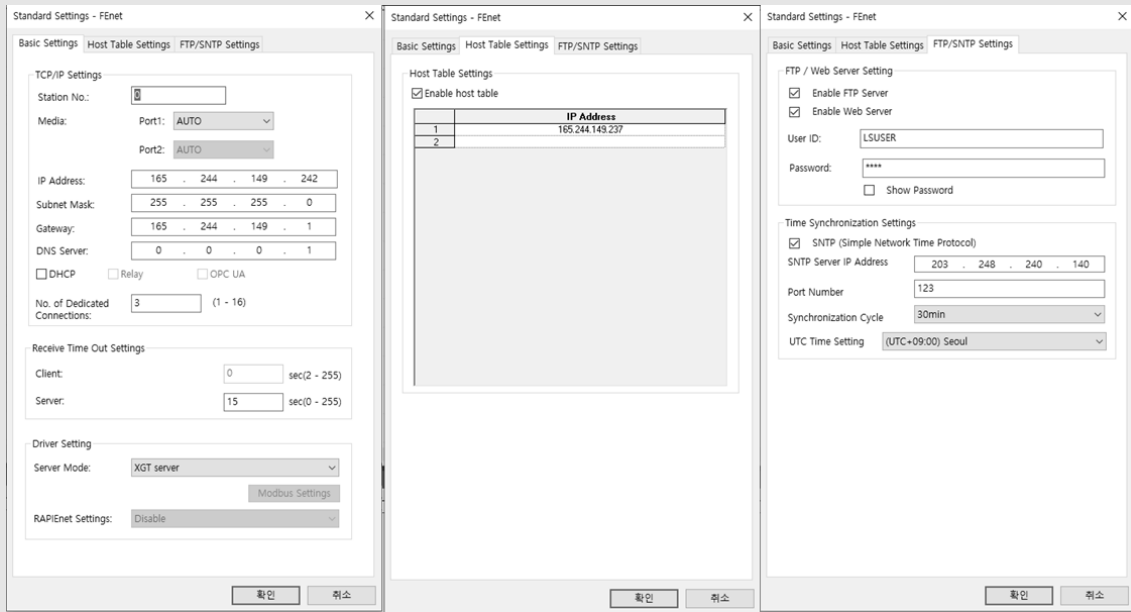 Standard Settings - FEnet
Basic Settings Host Table Settings FTP/SNTP Settings
TCP/IP Settings
Station No.: 0
Media: Port1: AUTO
Port2: AUTO
IP Address: 165 . 244 . 149 . 242
Subnet Mask: 255 . 255 . 255 . 0
Gateway: 165 . 244 . 149 . 1
DNS Server: 0 . 0 . 0 . 1
DHCP Relay OPC UA
No. of Dedicated
Connections: 3 (1 - 16)
Receive Time Out Settings
Client: 0 sec(2 - 255)
Server: 15 sec(0 - 255)
Driver Setting
Server Mode: XGT server
Modbus Settings
RAPIEnet Settings: Disable
확인 취소
Standard Settings - FEnet
Basic Settings Host Table Settings FTP/SNTP Settings
Host Table Settings
Enable host table
IP Address
1 165.244.149.237
2
확인 취소
Standard Settings - FEnet
Basic Settings Host Table Settings FTP/SNTP Settings
FTP / Web Server Setting
Enable FTP Server
Enable Web Server
User ID: LSUSER
Password: ****
Show Password
Time Synchronization Settings
SNTP (Simple Network Time Protocol)
SNTP Server IP Address 203 . 248 . 240 . 140
Port Number 123
Synchronization Cycle 30min
UTC Time Setting (UTC+09:00) Seoul
확인 취소